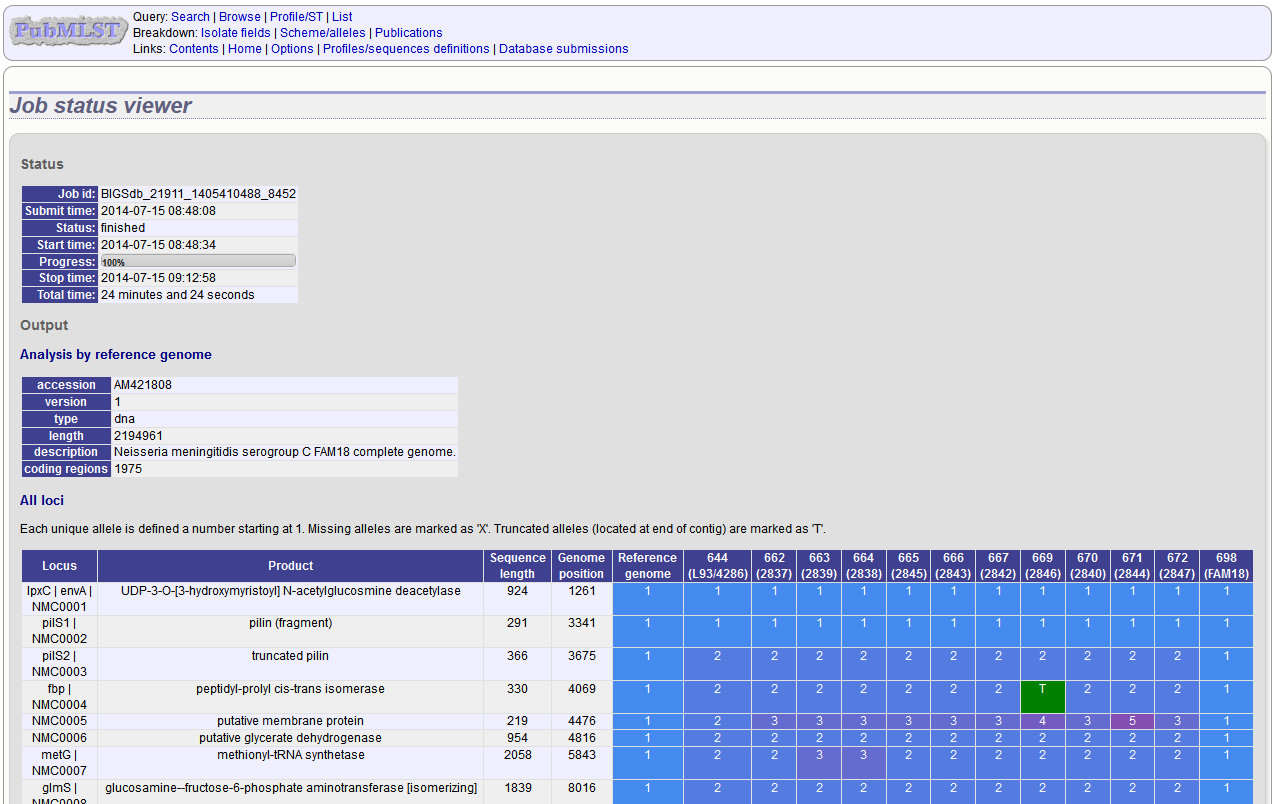 PubMLST
Query: Search | Browse | Profile/ST | List
Breakdown: Isolate fields | Scheme/alleles | Publications
Links: Contents | Home | Options | Profiles/sequences definitions | Database submissions
Job status viewer
Status
Job id: BIGSdb_21911_1405410488_8452
Submit time: 2014-07-15 08:48:08
Status: finished
Start time: 2014-07-15 08:48:34
Progress: 100%
Stop time: 2014-07-15 09:12:58
Total time: 24 minutes and 24 seconds
Output
Analysis by reference genome
accession AM421808
version 1
type dna
length 2194961
description Neisseria meningitidis serogroup C FAM18 complete genome.
coding regions 1975
All loci
Each unique allele is defined a number starting at 1. Missing alleles are marked as 'X'. Truncated alleles (located at end of contig) are marked as 'T'.
Locus Product Sequence length Genome position Reference genome 644 (L93/4286) 662 (2837) 663 (2839) 664 (2838) 665 (2845) 666 (2843) 667 (2842) 669 (2846) 670 (2840) 671 (2844) 672 (2847) 698 (FAM18)
lpxC | envA | NMC0001 UDP-3-O-[3-hydroxymyristoyl] N-acetylglucosmine deacetylase 924 1261 1 1 1 1 1 1 1 1 1 1 1 1 1
pilS1 | NMC0002 pilin (fragment) 291 3341 1 1 1 1 1 1 1 1 1 1 1 1 1
pilS2 | NMC0003 truncated pilin 366 3675 1 2 2 2 2 2 2 2 2 2 2 2 1
fbp | NMC0004 peptidyl-prolyl cis-trans isomerase 330 4069 1 2 2 2 2 2 2 2 T 2 2 2 1
NMC0005 putative membrane protein 219 4476 1 2 3 3 3 3 3 3 4 3 5 3 1
NMC0006 putative glycerate dehydrogenase 954 4816 1 2 2 2 2 2 2 2 2 2 2 2 1
metG | NMC0007 methionyl-tRNA synthetase 2058 5843 1 2 2 3 3 2 2 2 2 2 2 2 1
glmS | NMC0008 glucosamine--fructose-6-phosphate aminotransferase [isomerizing] 1839 8016 1 2 2 2 2 2 2 2 2 2 2 2 1